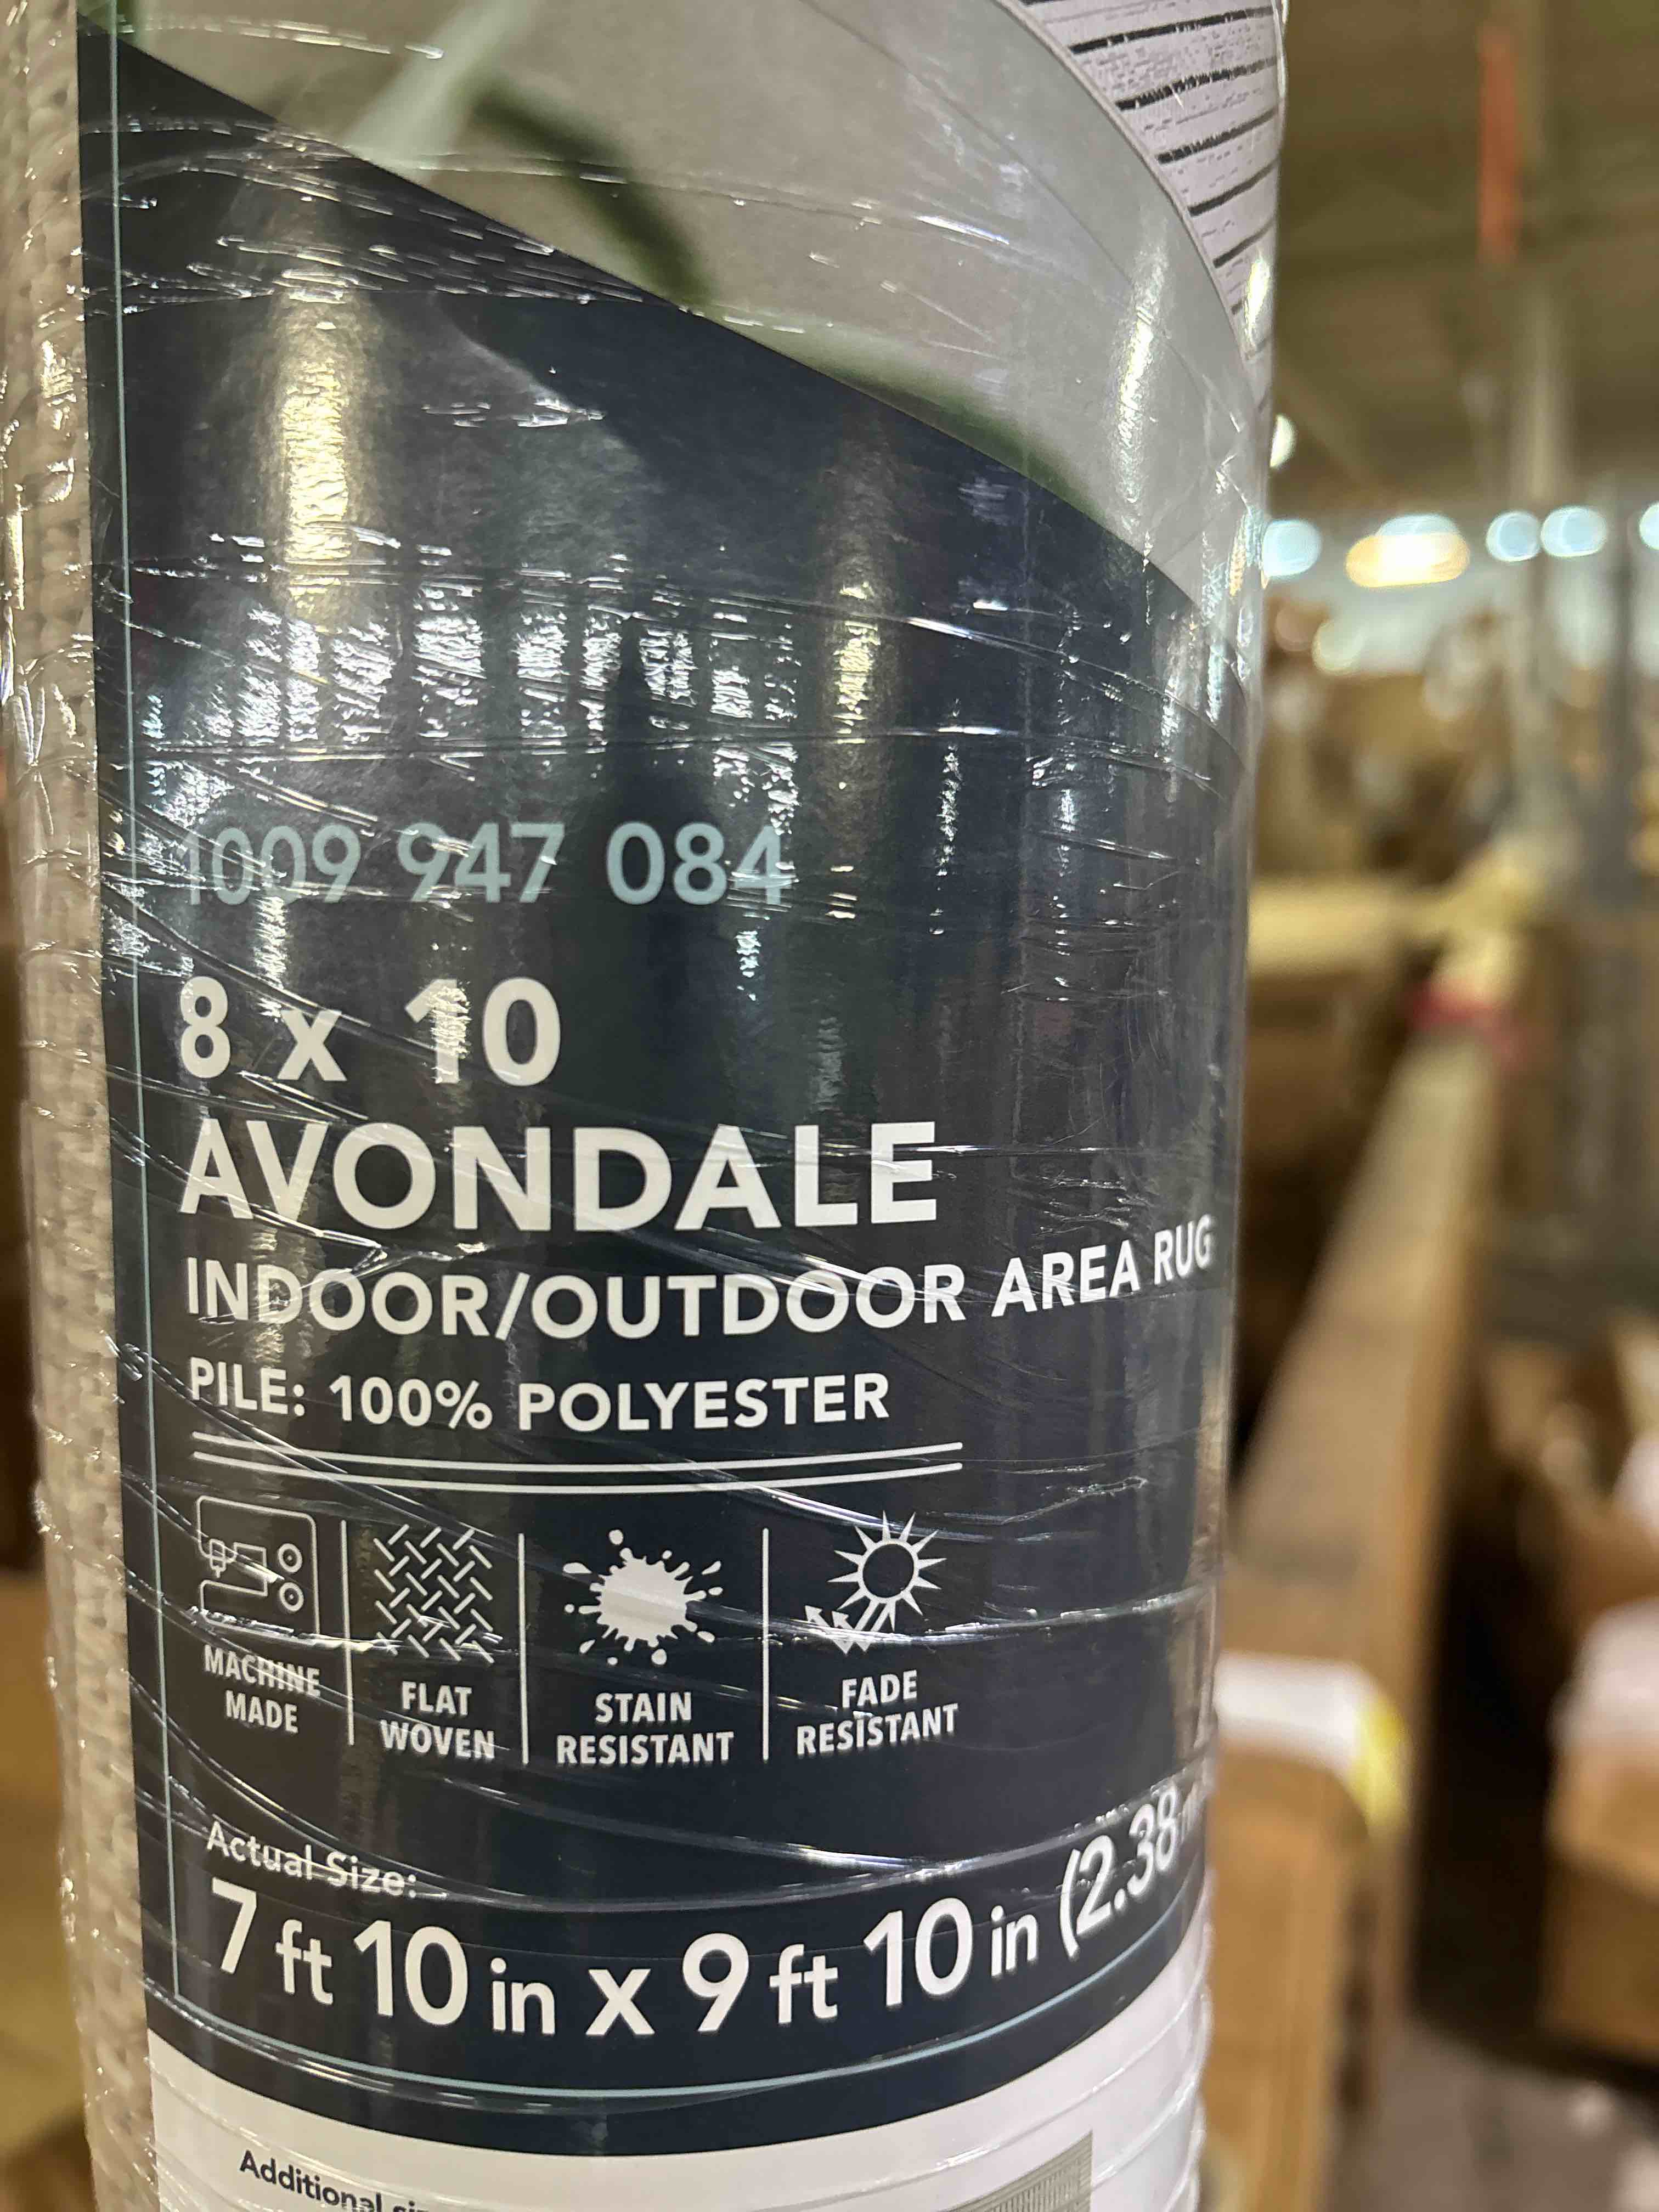 1009 947 084
8 x 10
AVONDALE
INDOOR/OUTDOOR AREA RUG
PILE: 100% POLYESTER
MACHINE
MADE
FLAT
WOVEN
STAIN
RESISTANT
FADE
RESISTANT
Actual Size:
7 ft 10 in x 9 ft 10 in (2.38
Additional